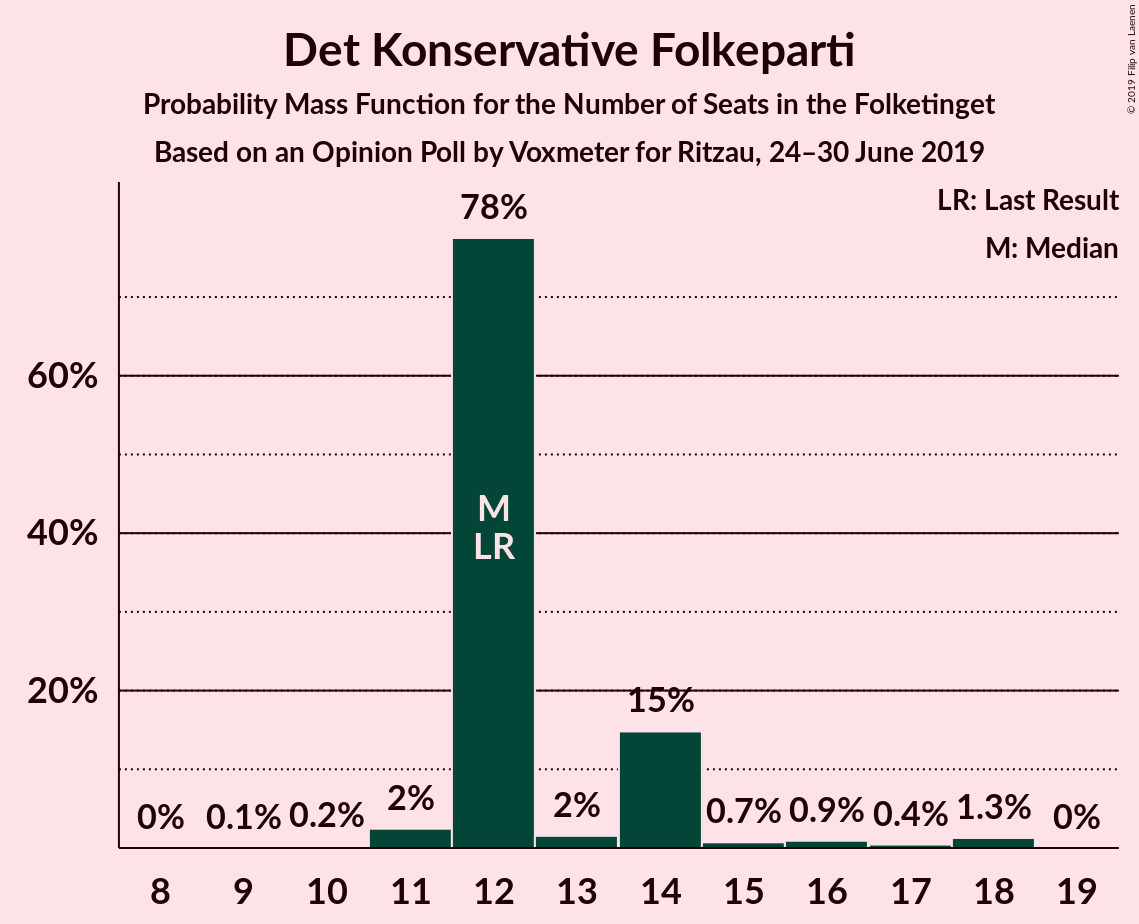 Det Konservative Folkeparti
Probability Mass Function for the Number of Seats in the Folketinget
Based on an Opinion Poll by Voxmeter for Ritzau, 24–30 June 2019
© 2019 Filip van Laenen
LR: Last Result
M: Median
78%
60%
40%
20%
M
LR
0%
0.1%
0.2%
2%
2%
15%
0.7%
0.9%
0.4%
1.3%
0%
8 9 10 11 12 13 14 15 16 17 18 19